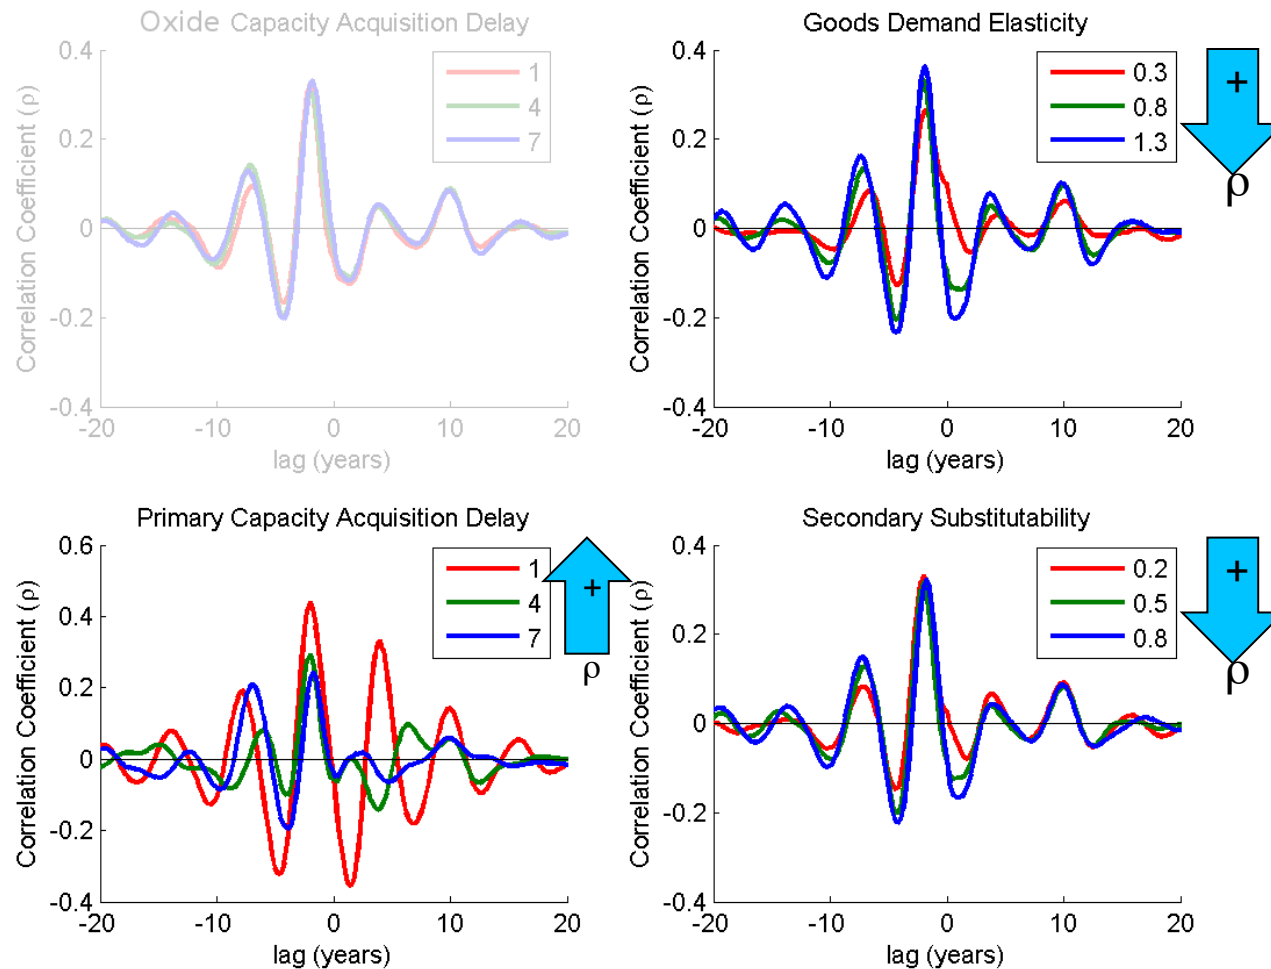 Oxide Capacity Acquisition Delay
0.4
0.2
0
-0.2
-0.4
Correlation Coefficient (ρ)
-20 -10 0 10 20
lag (years)
1
4
7
Goods Demand Elasticity
0.4
0.2
0
-0.2
-0.4
Correlation Coefficient (ρ)
-20 -10 0 10 20
lag (years)
0.3
0.8
1.3
+
ρ
Primary Capacity Acquisition Delay
0.6
0.4
0.2
0
-0.2
-0.4
Correlation Coefficient (ρ)
-20 -10 0 10 20
lag (years)
1
4
7
+
ρ
Secondary Substitutability
0.4
0.2
0
-0.2
-0.4
Correlation Coefficient (ρ)
-20 -10 0 10 20
lag (years)
0.2
0.5
0.8
+
ρ